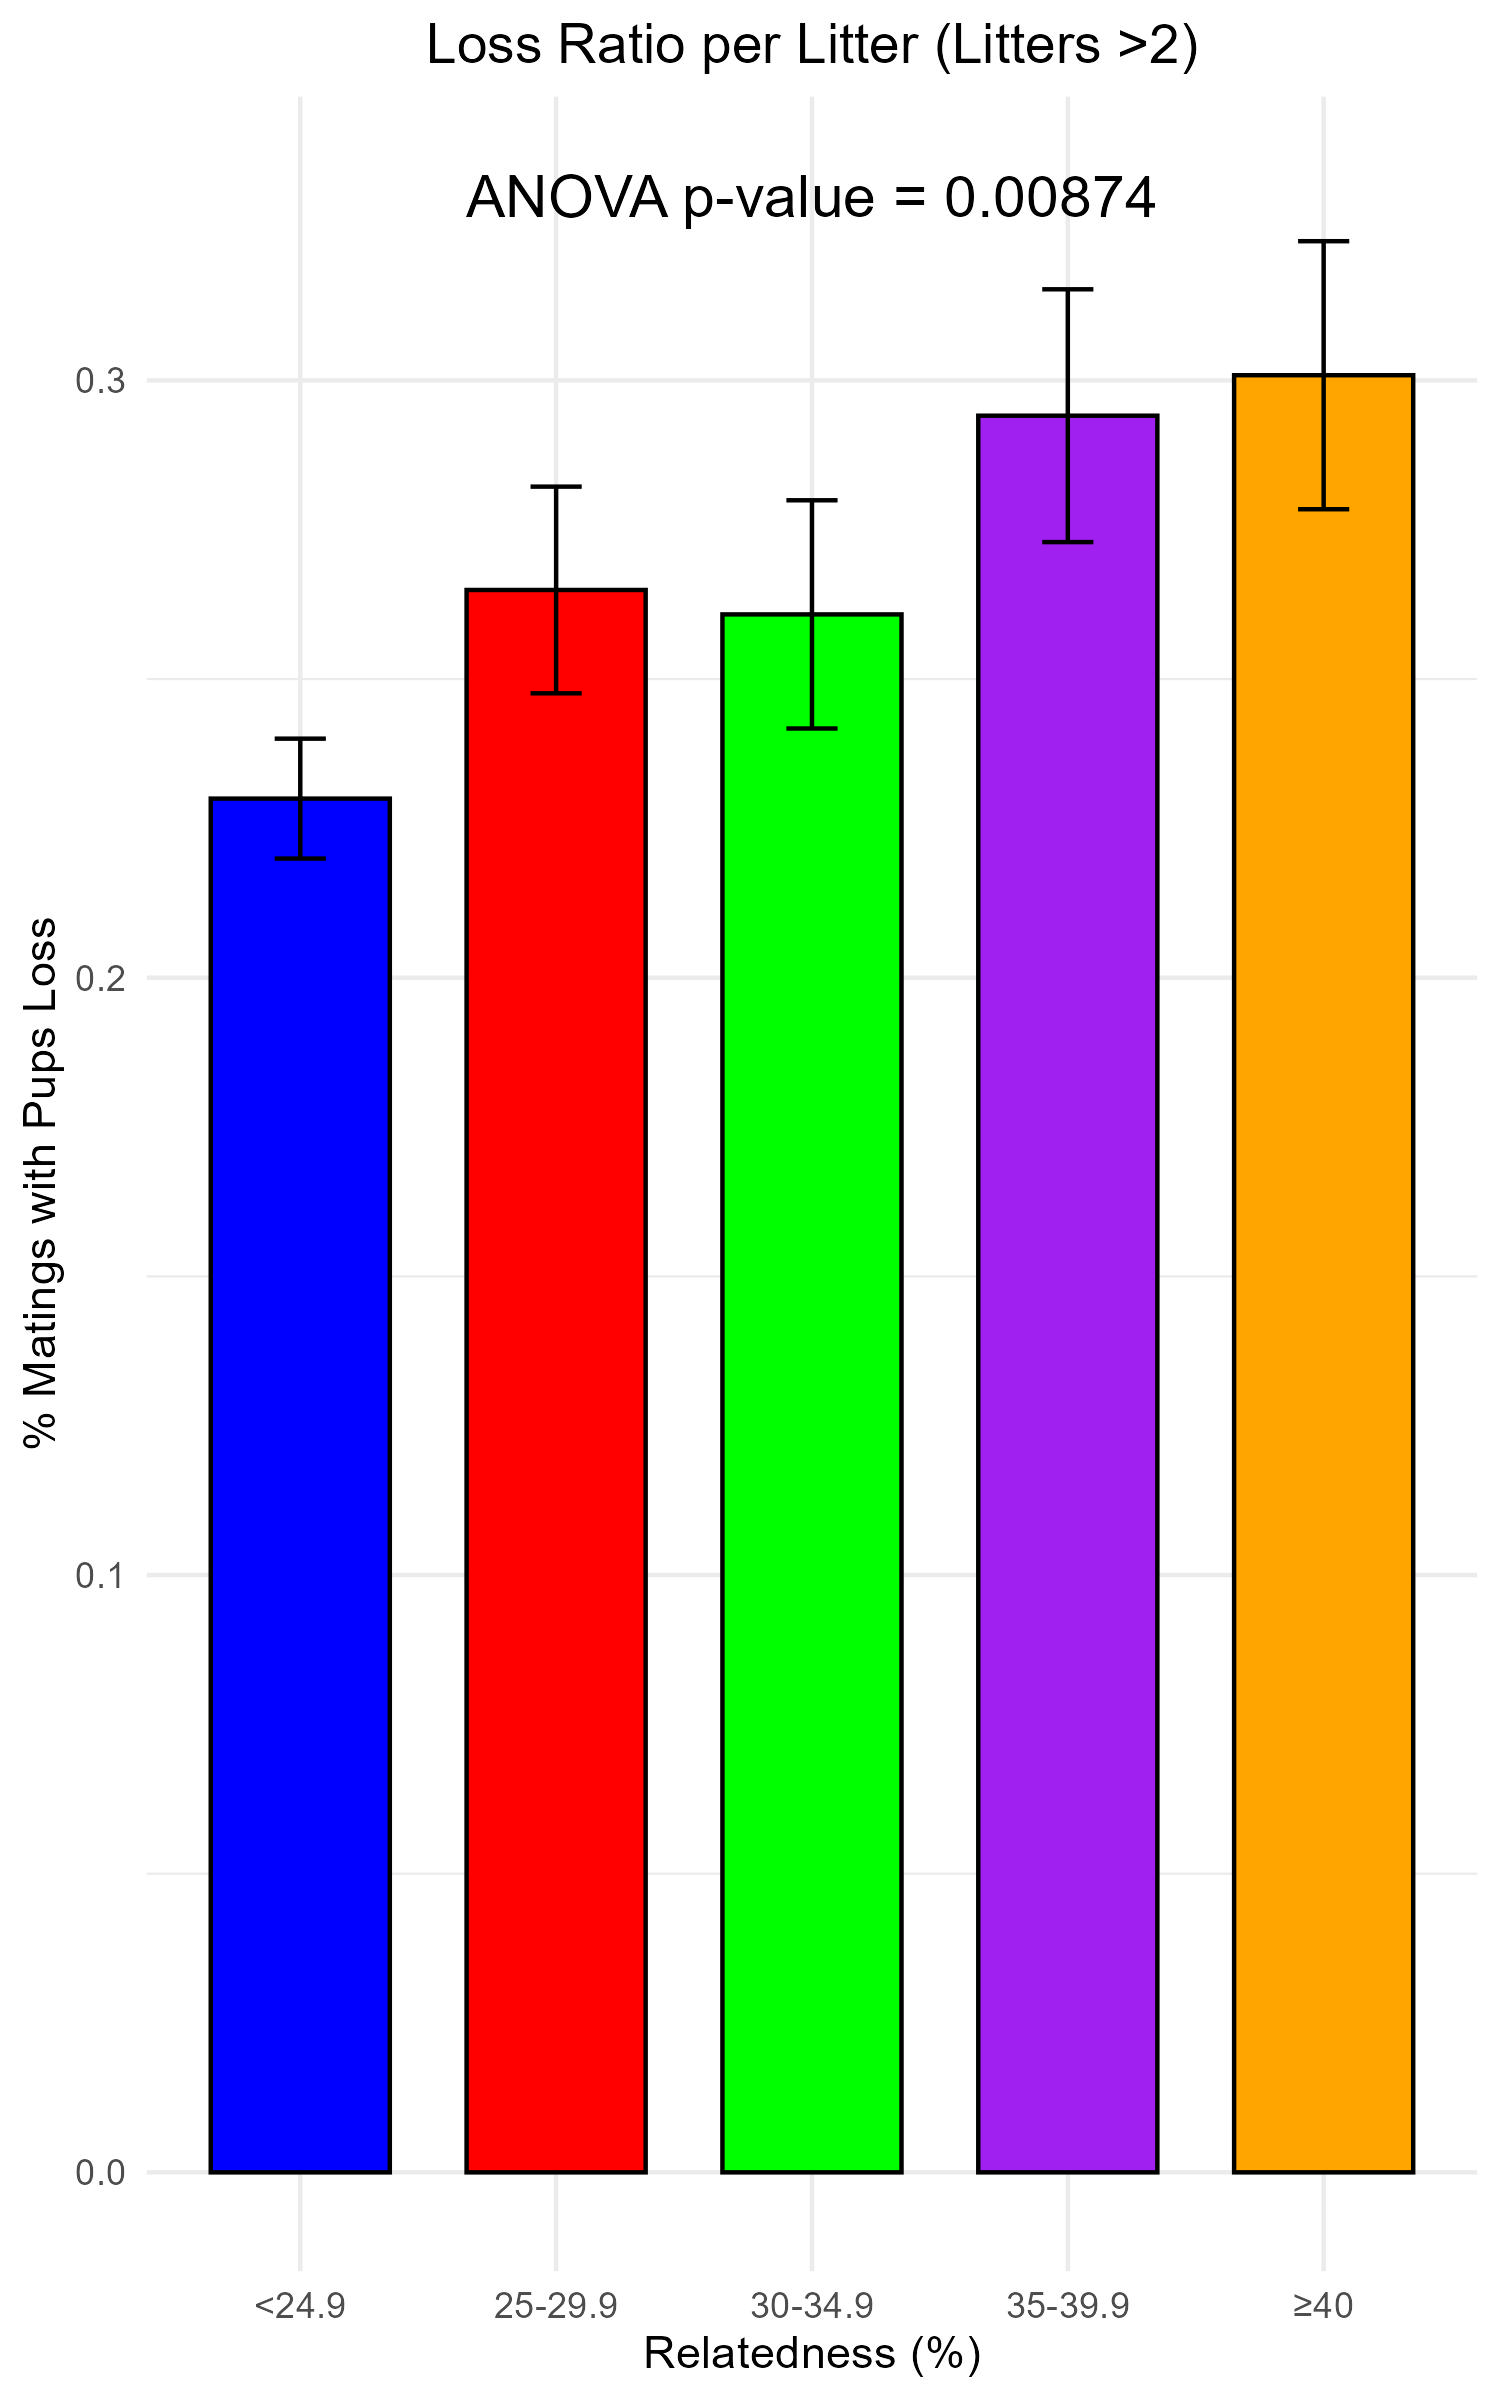 Loss Ratio per Litter (Litters >2)
ANOVA p-value = 0.00874
% Matings with Pups Loss
0.3
0.2
0.1
0.0
<24.9 25-29.9 30-34.9 35-39.9 ≥40
Relatedness (%)